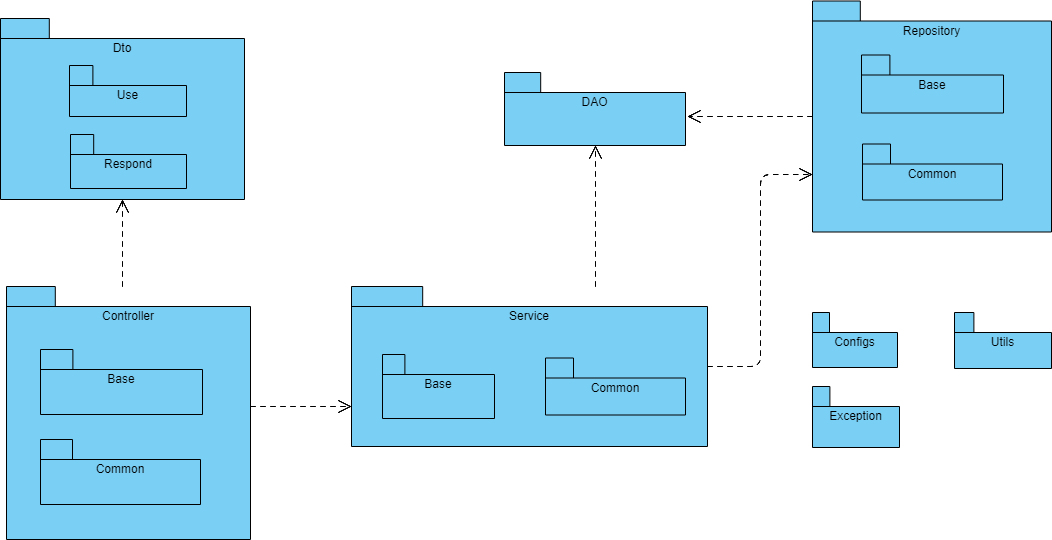 Dto
Use
Respond
DAO
Repository
Base
Common
Controller
Base
Common
Service
Base
Common
Configs
Utils
Exception